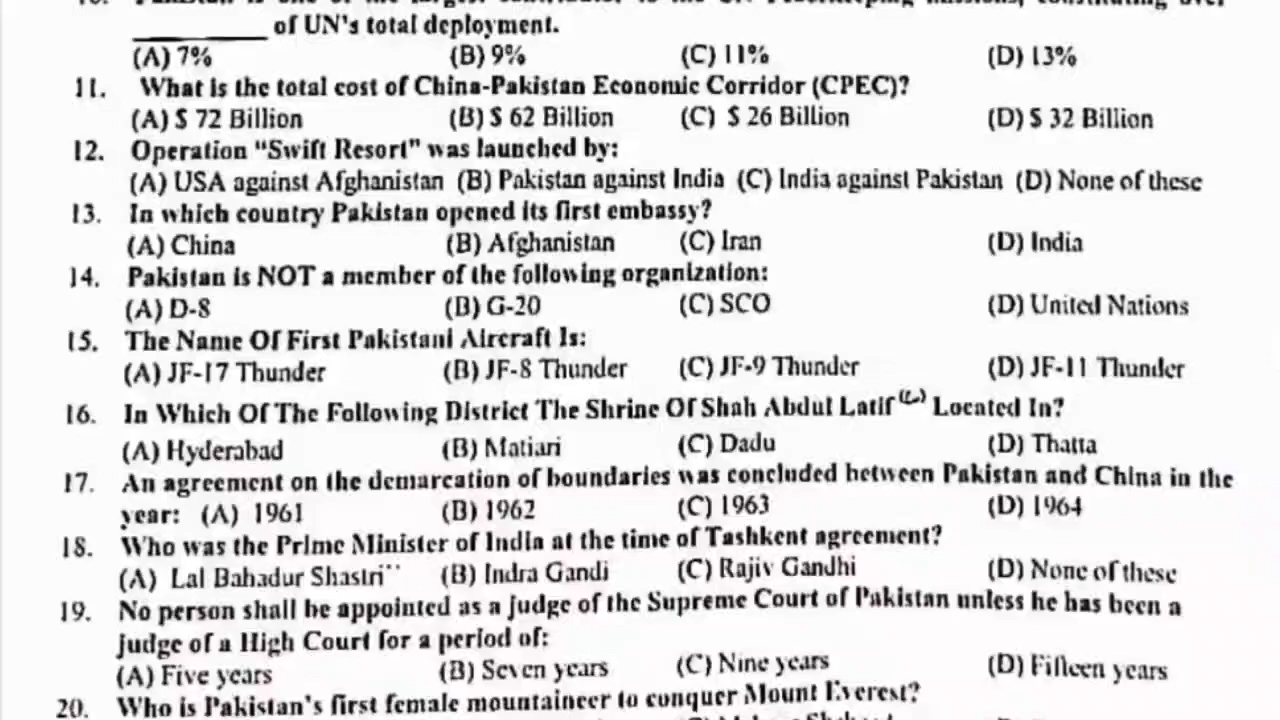 of UN's total deployment.
(A) 7% (B) 9% (C) 11% (D) 13%
11. What is the total cost of China-Pakistan Economic Corridor (CPEC)?
(A) $ 72 Billion (B) $ 62 Billion (C) $ 26 Billion (D) $ 32 Billion
12. Operation "Swift Resort" was launched by:
(A) USA against Afghanistan (B) Pakistan against India (C) India against Pakistan (D) None of these
13. In which country Pakistan opened its first embassy?
(A) China (B) Afghanistan (C) Iran (D) India
14. Pakistan is NOT a member of the following organization:
(A) D-8 (B) G-20 (C) SCO (D) United Nations
15. The Name Of First Pakistani Aircraft Is:
(A) JF-17 Thunder (B) JF-8 Thunder (C) JF-9 Thunder (D) JF-11 Thunder
16. In Which Of The Following District The Shrine Of Shah Abdul Latif Located In?
(A) Hyderabad (B) Matiari (C) Dadu (D) Thatta
17. An agreement on the demarcation of boundaries was concluded between Pakistan and China in the
year: (A) 1961 (B) 1962 (C) 1963 (D) 1964
18. Who was the Prime Minister of India at the time of Tashkent agreement?
(A) Lal Bahadur Shastri (B) Indra Gandi (C) Rajiv Gandhi (D) None of these
19. No person shall be appointed as a judge of the Supreme Court of Pakistan unless he has been a
judge of a High Court for a period of:
(A) Five years (B) Seven years (C) Nine years (D) Fifteen years
20. Who is Pakistan's first female mountaineer to conquer Mount Everest?